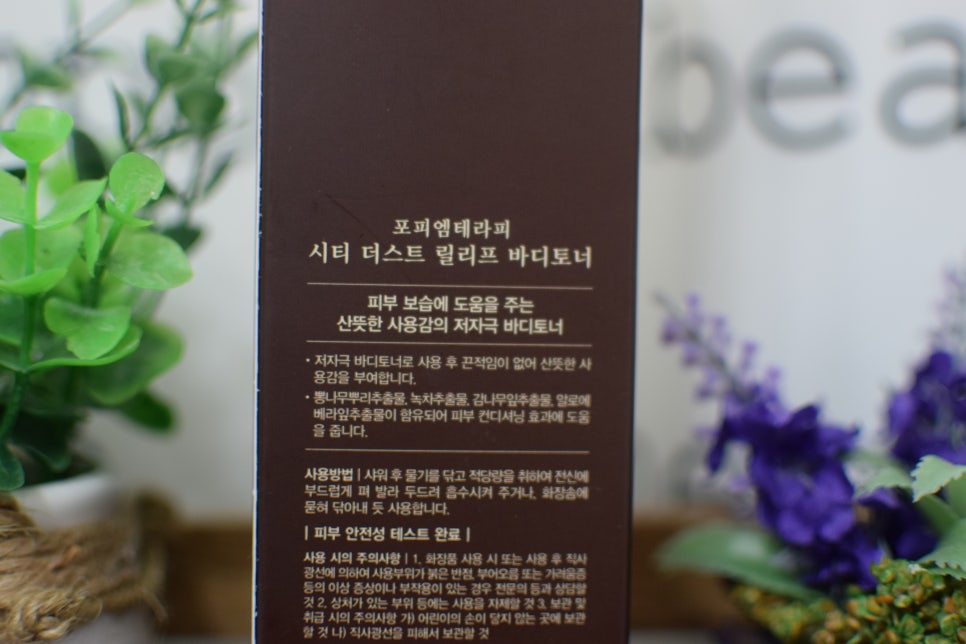 bea
포피엠테라피
시티 더스트 릴리프 바디토너
피부 보습에 도움을 주는
산뜻한 사용감의 저자극 바디토너
• 저자극 바디토너로 사용 후 끈적임이 없어 산뜻한 사
용감을 부여합니다.
• 뽕나무뿌리추출물, 녹차추출물, 감나무잎추출물, 알로에
베라잎추출물이 함유되어 피부 컨디셔닝 효과에 도움
을 줍니다.
사용방법 | 샤워 후 물기를 닦고 적당량을 취하여 전신에
부드럽게 펴 발라 두드려 흡수시켜 주거나, 화장솜에
묻혀 닦아내 듯 사용합니다.
| 피부 안전성 테스트 완료 |
사용 시의 주의사항 | 1. 화장품 사용 시 또는 사용 후 직사
광선에 의하여 사용부위가 붉은 반점, 부어오름 또는 가려움증
등의 이상 증상이나 부작용이 있는 경우 전문의 등과 상담할
것 2. 상처가 있는 부위 등에는 사용을 자제할 것 3. 보관 및
취급 시의 주의사항 가) 어린이의 손이 닿지 않는 곳에 보관
할 것 나) 직사광선을 피해서 보관할 것